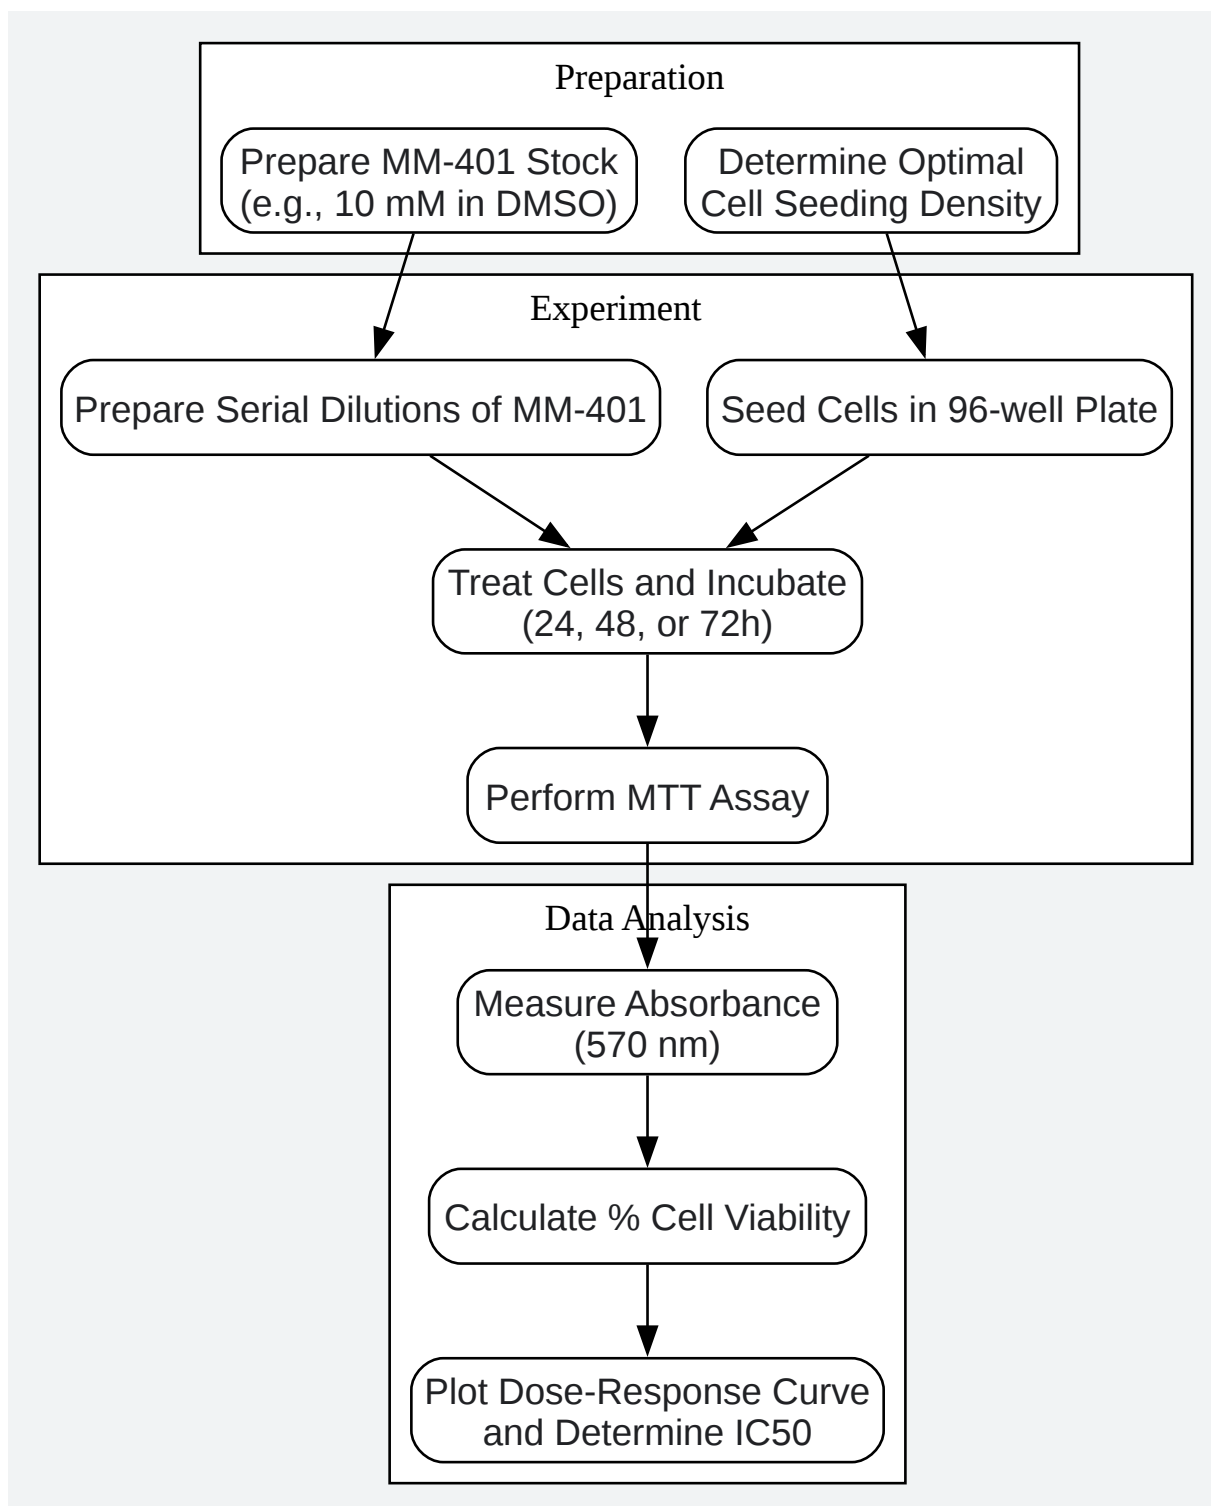 Preparation
Prepare MM-401 Stock
(e.g., 10 mM in DMSO)
Determine Optimal
Cell Seeding Density
Experiment
Prepare Serial Dilutions of MM-401
Seed Cells in 96-well Plate
Treat Cells and Incubate
(24, 48, or 72h)
Perform MTT Assay
Data Analysis
Measure Absorbance
(570 nm)
Calculate % Cell Viability
Plot Dose-Response Curve
and Determine IC50